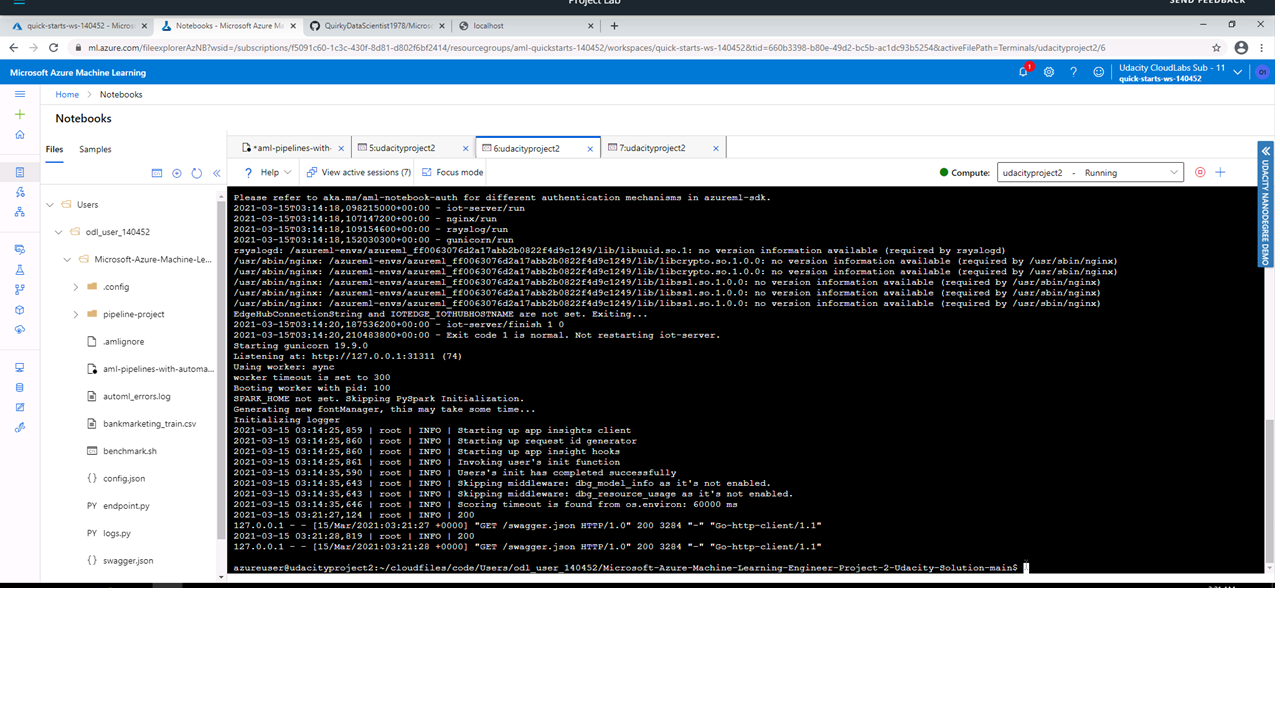 Project Lab
SEND FEEDBACK
quick-starts-ws-140452 - Micros
Notebooks - Microsoft Azure Ma
QuirkyDataScientist1978/Micros
localhost
ml.azure.com/fileexplorerAzNB?wsid=/subscriptions/f5091c60-1c3c-430f-8d81-d802f6bf2414/resourcegroups/aml-quickstarts-140452/workspaces/quick-starts-ws-140452&tid=660b3398-b80e-49d2-bc5b-ac1dc93b5254&activeFilePath=Terminals/udacityproject2/6
Microsoft Azure Machine Learning
1
Udacity CloudLabs Sub - 11
quick-starts-ws-140452
O1
Home > Notebooks
Notebooks
Files Samples
*aml-pipelines-with-
5:udacityproject2
6:udacityproject2
7:udacityproject2
? Help
View active sessions (7)
Focus mode
Compute: udacityproject2 - Running
UDACITY NANODEGREE DEMO
Users
odl_user_140452
Microsoft-Azure-Machine-Le...
.config
pipeline-project
.amlignore
aml-pipelines-with-automa...
automl_errors.log
bankmarketing_train.csv
benchmark.sh
{} config.json
PY endpoint.py
PY logs.py
{} swagger.json
Please refer to aka.ms/aml-notebook-auth for different authentication mechanisms in azureml-sdk.
2021-03-15T03:14:18,098215000+00:00 - iot-server/run
2021-03-15T03:14:18,107147200+00:00 - nginx/run
2021-03-15T03:14:18,109154600+00:00 - rsyslog/run
2021-03-15T03:14:18,152030300+00:00 - gunicorn/run
rsyslogd: /azureml-envs/azureml_ff0063076d2a17abb2b0822f4d9c1249/lib/libuuid.so.1: no version information available (required by rsyslogd)
/usr/sbin/nginx: /azureml-envs/azureml_ff0063076d2a17abb2b0822f4d9c1249/lib/libcrypto.so.1.0.0: no version information available (required by /usr/sbin/nginx)
/usr/sbin/nginx: /azureml-envs/azureml_ff0063076d2a17abb2b0822f4d9c1249/lib/libcrypto.so.1.0.0: no version information available (required by /usr/sbin/nginx)
/usr/sbin/nginx: /azureml-envs/azureml_ff0063076d2a17abb2b0822f4d9c1249/lib/libssl.so.1.0.0: no version information available (required by /usr/sbin/nginx)
/usr/sbin/nginx: /azureml-envs/azureml_ff0063076d2a17abb2b0822f4d9c1249/lib/libssl.so.1.0.0: no version information available (required by /usr/sbin/nginx)
/usr/sbin/nginx: /azureml-envs/azureml_ff0063076d2a17abb2b0822f4d9c1249/lib/libssl.so.1.0.0: no version information available (required by /usr/sbin/nginx)
EdgeHubConnectionString and IOTEDGE_IOTHUBHOSTNAME are not set. Exiting...
2021-03-15T03:14:20,187536200+00:00 - iot-server/finish 1 0
2021-03-15T03:14:20,210483800+00:00 - Exit code 1 is normal. Not restarting iot-server.
Starting gunicorn 19.9.0
Listening at: http://127.0.0.1:31311 (74)
Using worker: sync
worker timeout is set to 300
Booting worker with pid: 100
SPARK_HOME not set. Skipping PySpark Initialization.
Generating new fontManager, this may take some time...
Initializing logger
2021-03-15 03:14:25,859 | root | INFO | Starting up app insights client
2021-03-15 03:14:25,860 | root | INFO | Starting up request id generator
2021-03-15 03:14:25,860 | root | INFO | Starting up app insight hooks
2021-03-15 03:14:25,861 | root | INFO | Invoking user's init function
2021-03-15 03:14:35,590 | root | INFO | Users's init has completed successfully
2021-03-15 03:14:35,643 | root | INFO | Skipping middleware: dbg_model_info as it's not enabled.
2021-03-15 03:14:35,643 | root | INFO | Skipping middleware: dbg_resource_usage as it's not enabled.
2021-03-15 03:14:35,646 | root | INFO | Scoring timeout is found from os.environ: 60000 ms
2021-03-15 03:21:27,124 | root | INFO | 200
127.0.0.1 - - [15/Mar/2021:03:21:27 +0000] "GET /swagger.json HTTP/1.0" 200 3284 "-" "Go-http-client/1.1"
2021-03-15 03:21:28,819 | root | INFO | 200
127.0.0.1 - - [15/Mar/2021:03:21:28 +0000] "GET /swagger.json HTTP/1.0" 200 3284 "-" "Go-http-client/1.1"
azureuser@udacityproject2:~/cloudfiles/code/Users/odl_user_140452/Microsoft-Azure-Machine-Learning-Engineer-Project-2-Udacity-Solution-main$